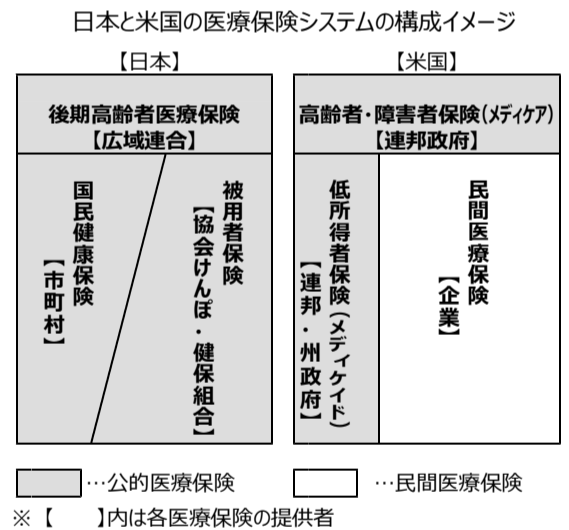 日本と米国の医療保険システムの構成イメージ
【日本】
後期高齢者医療保険
【広域連合】
国民健康保険
【市町村】
被用者保険
【協会けんぽ・健保組合】
【米国】
高齢者・障害者保険(メディケア)
【連邦政府】
低所得者保険(メディケイド)
【連邦・州政府】
民間医療保険
【企業】
…公的医療保険
…民間医療保険
※【　　】内は各医療保険の提供者